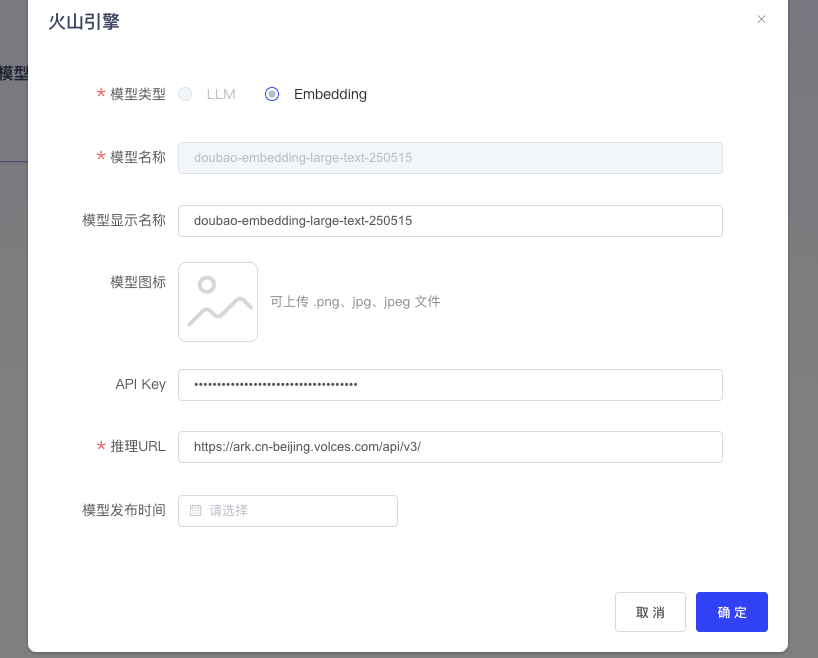 火山引擎
模型
* 模型类型 LLM Embedding
* 模型名称 doubao-embedding-large-text-250515
模型显示名称 doubao-embedding-large-text-250515
模型图标 可上传 .png、jpg、jpeg 文件
API Key ••••••••••••••••••••••••••••••••••••
* 推理URL https://ark.cn-beijing.volces.com/api/v3/
模型发布时间 请选择
取 消 确 定